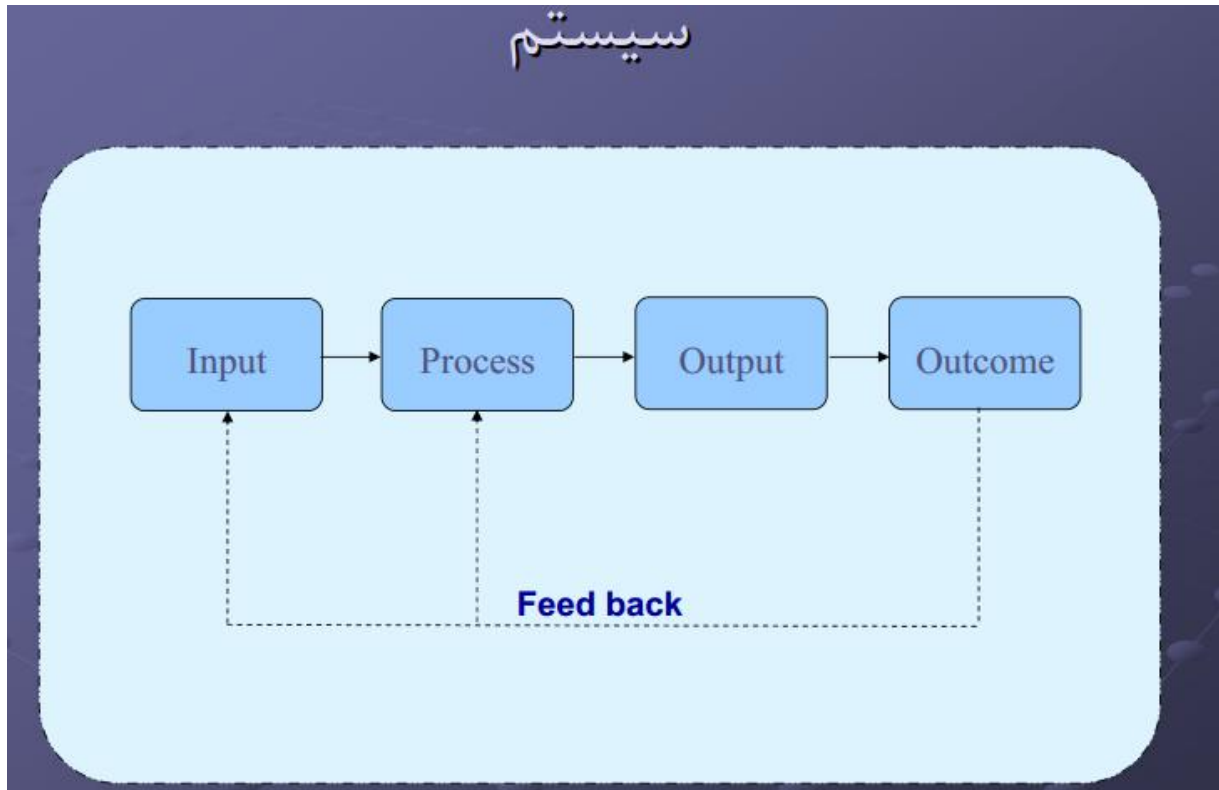 سیستم
Input
Process
Output
Outcome
Feed back